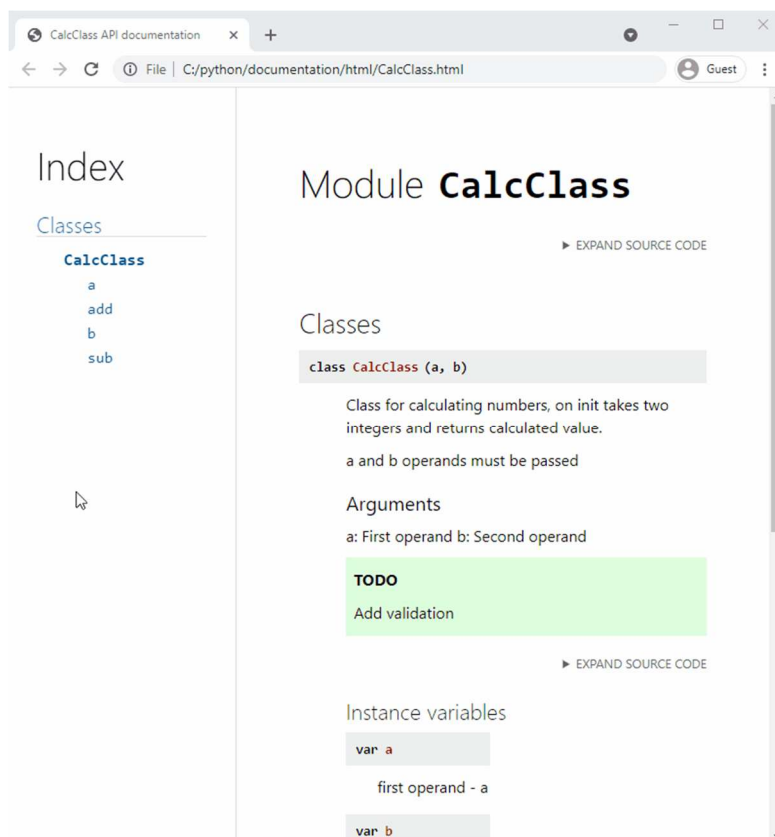 CalcClass API documentation
File | C:/python/documentation/html/CalcClass.html
Guest
Index
Classes
CalcClass
a
add
b
sub
Module CalcClass
EXPAND SOURCE CODE
Classes
class CalcClass (a, b)
Class for calculating numbers, on init takes two
integers and returns calculated value.
a and b operands must be passed
Arguments
a: First operand b: Second operand
TODO
Add validation
EXPAND SOURCE CODE
Instance variables
var a
first operand - a
var b